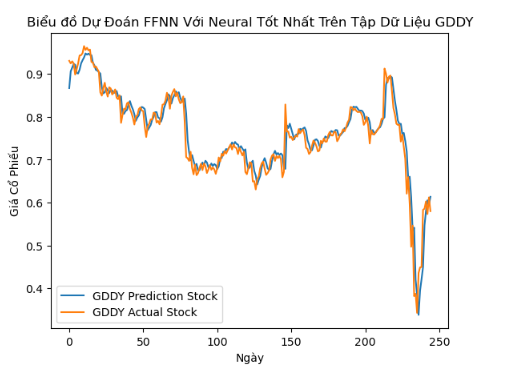 Biểu đồ Dự Đoán FFNN Với Neural Tốt Nhất Trên Tập Dữ Liệu GDDY
Giá Cổ Phiếu
0.9
0.8
0.7
0.6
0.5
0.4
GDDY Prediction Stock
GDDY Actual Stock
0 50 100 150 200 250
Ngày